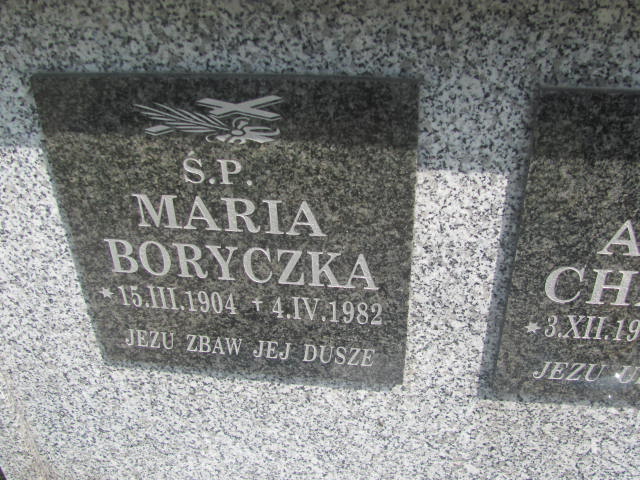 Ś.P.
MARIA
BORYCZKA
* 15.III.1904 † 4.IV.1982
JEZU ZBAW JEJ DUSZE
A
CH
* 3.XII.19
JEZU U